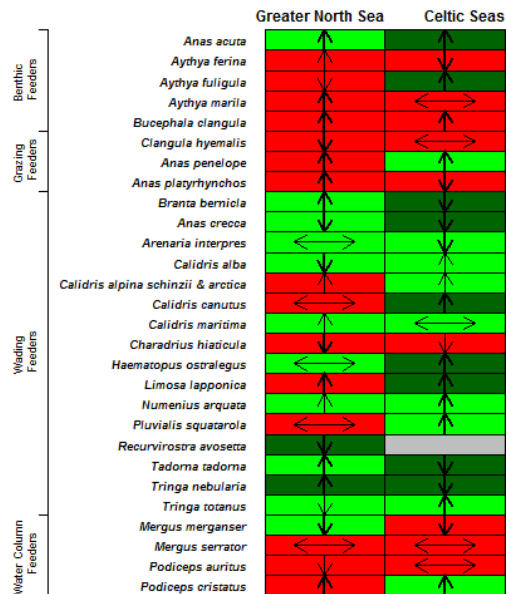 Greater North Sea Celtic Seas
Benthic
Feeders
Anas acuta
Aythya ferina
Aythya fuligula
Aythya marila
Bucephala clangula
Grazing
Feeders
Clangula hyemalis
Anas penelope
Anas platyrhynchos
Wading
Feeders
Branta bernicla
Anas crecca
Arenaria interpres
Calidris alba
Calidris alpina schinzii & arctica
Calidris canutus
Calidris maritima
Charadrius hiaticula
Haematopus ostralegus
Limosa lapponica
Numenius arquata
Pluvialis squatarola
Recurvirostra avosetta
Tadorna tadorna
Tringa nebularia
Tringa totanus
Water Column
Feeders
Mergus merganser
Mergus serrator
Podiceps auritus
Podiceps cristatus